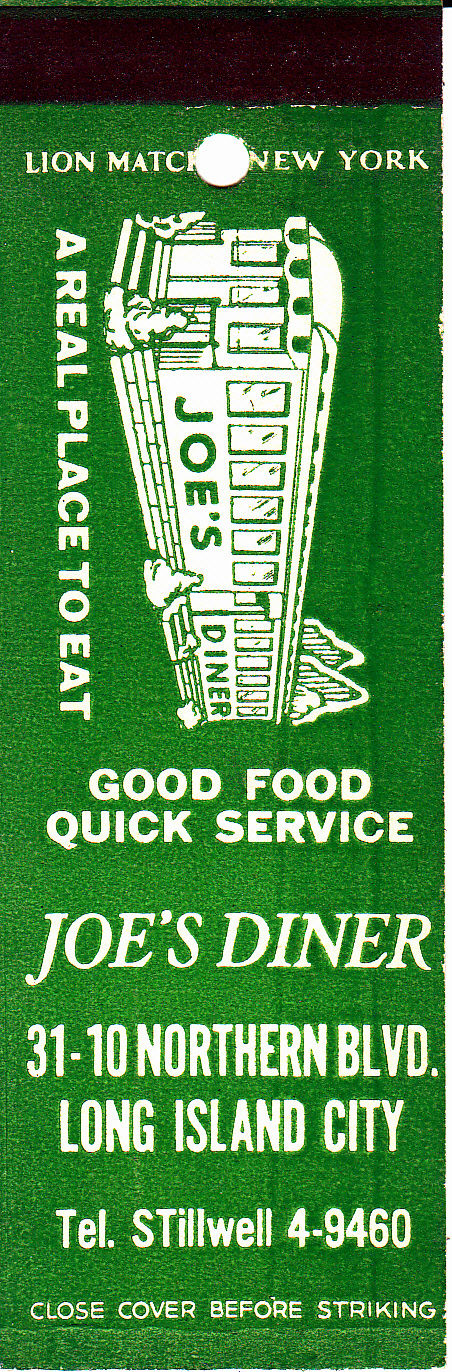 LION MATCH NEW YORK
A REAL PLACE TO EAT
JOE'S
DINER
GOOD FOOD
QUICK SERVICE
JOE'S DINER
31-10 NORTHERN BLVD.
LONG ISLAND CITY
Tel. STillwell 4-9460
CLOSE COVER BEFORE STRIKING